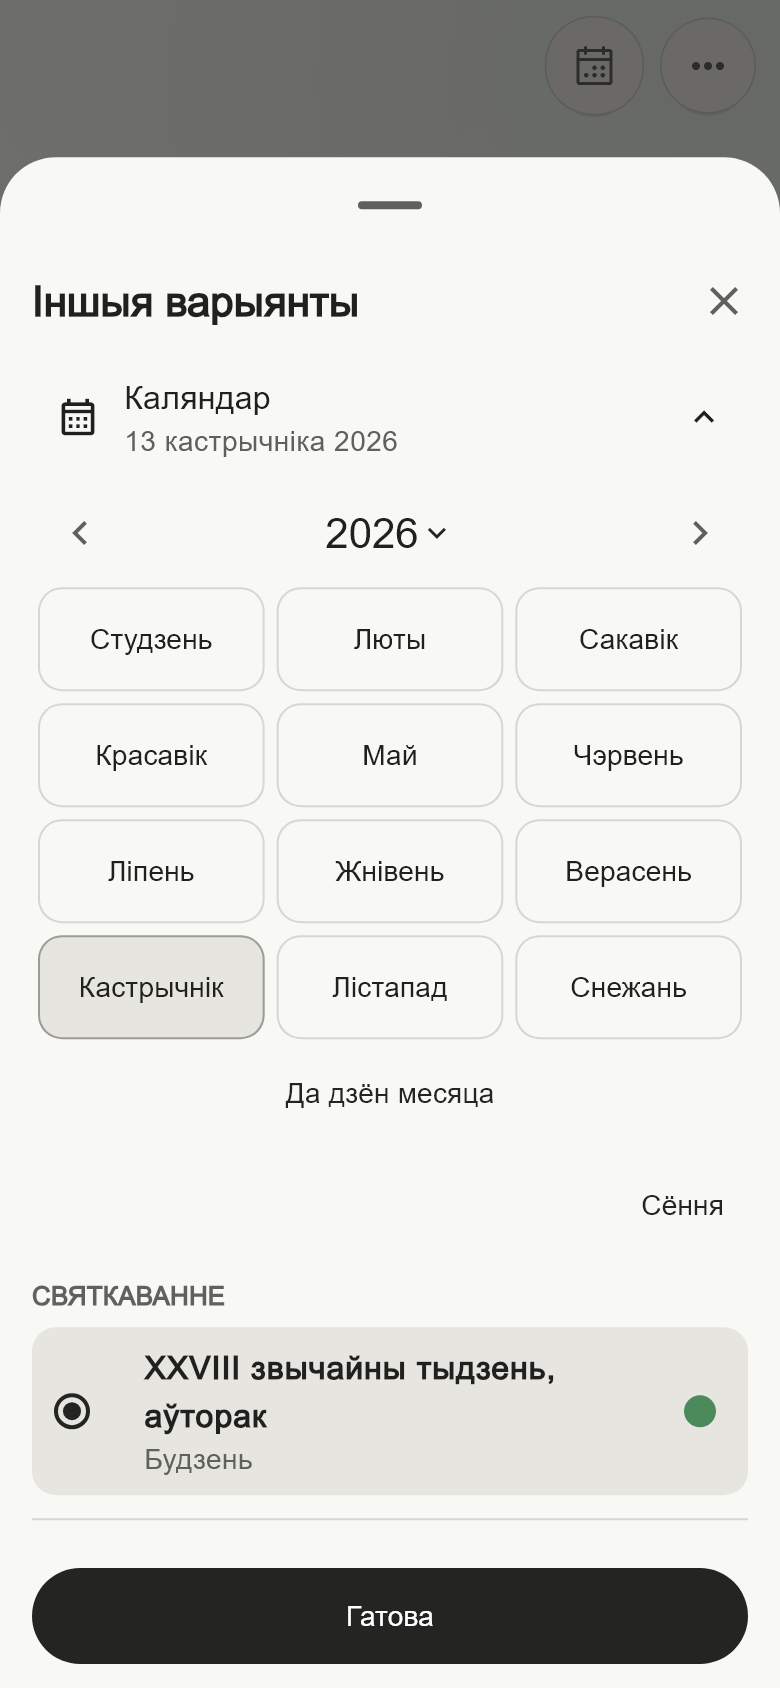 Іншыя варыянты
Каляндар
13 кастрычніка 2026
2026
Студзень
Люты
Сакавік
Красавік
Май
Чэрвень
Ліпень
Жнівень
Верасень
Кастрычнік
Лістапад
Снежань
Да дзён месяца
Сёння
СВЯТКАВАННЕ
XXVIII звычайны тыдзень,
аўторак
Будзень
Гатова